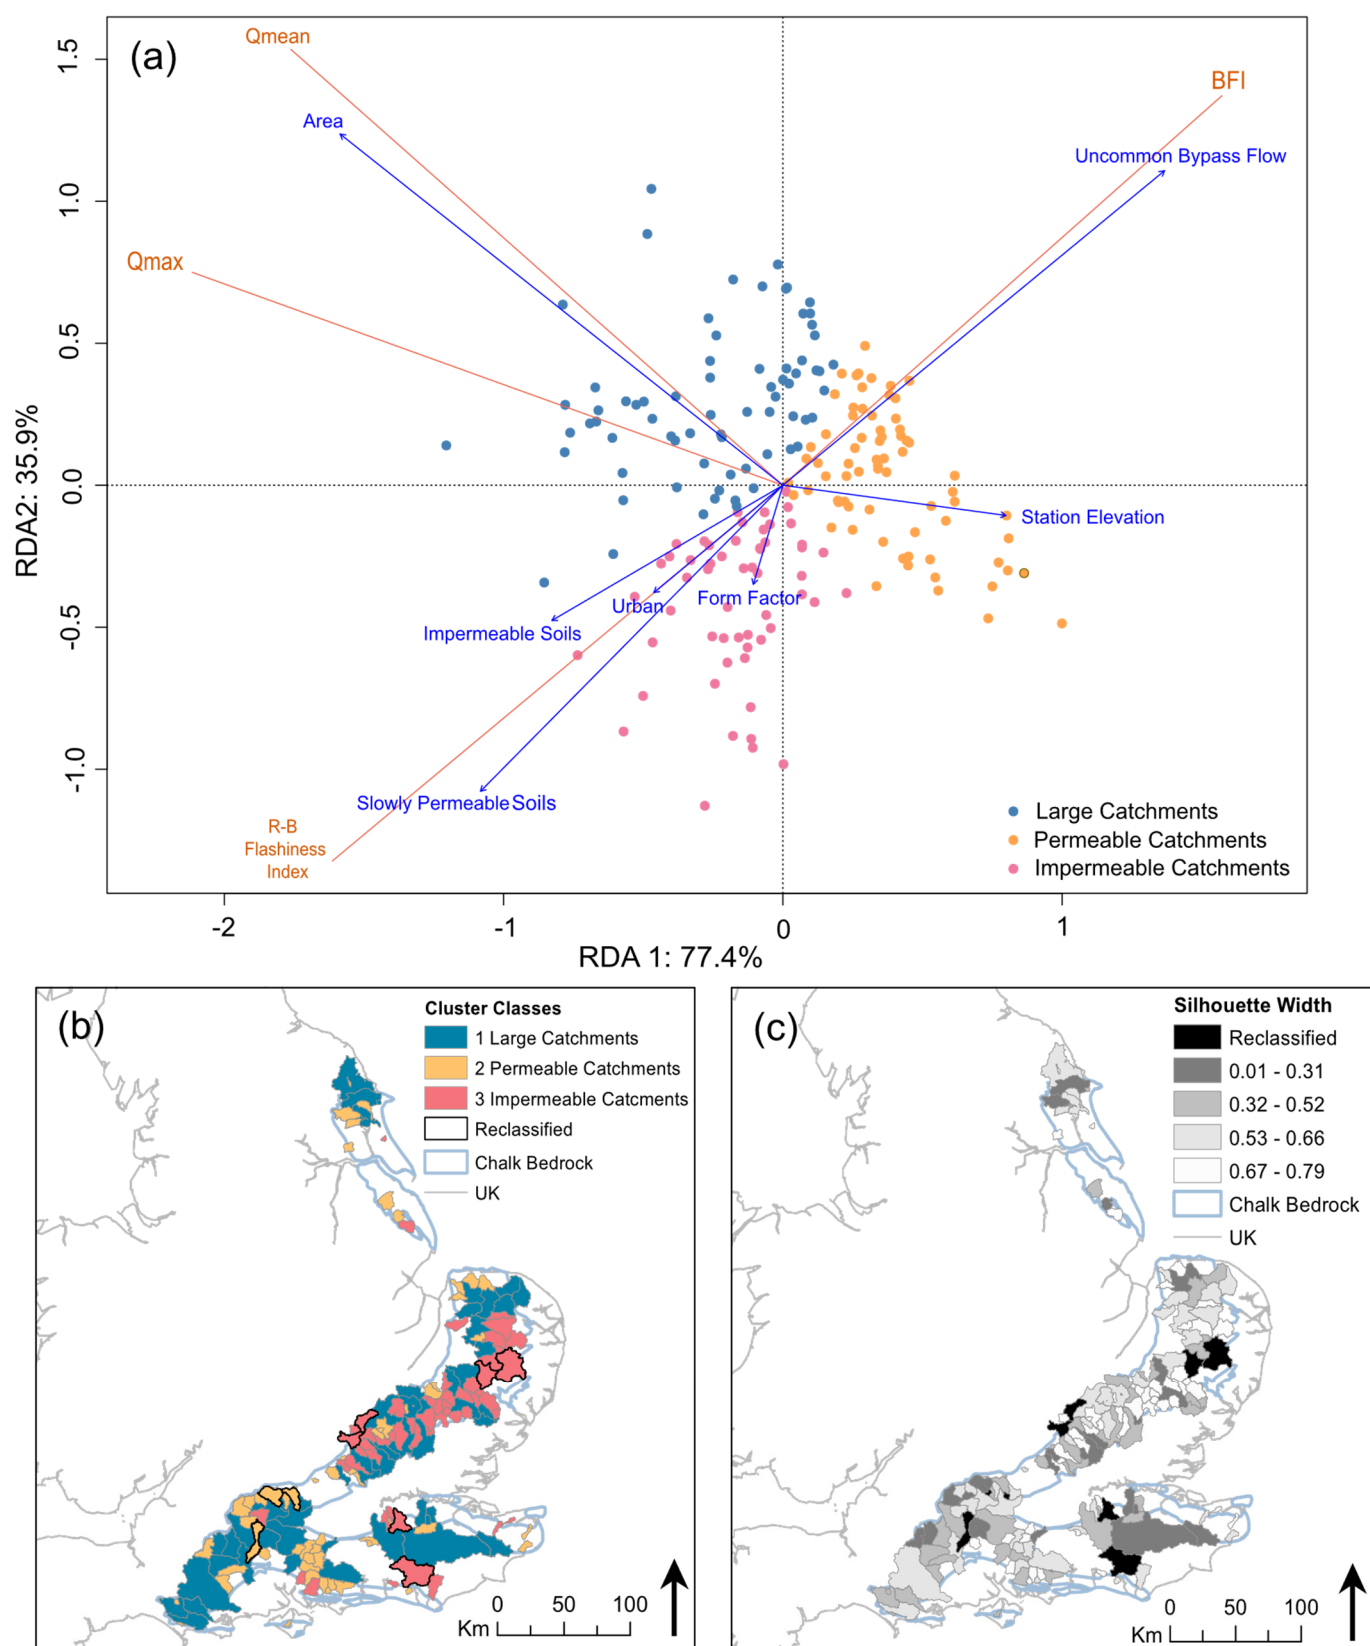 (a)
Qmean
Area
BFI
Uncommon Bypass Flow
Qmax
Station Elevation
Urban
Form Factor
Impermeable Soils
Slowly Permeable Soils
R-B
Flashiness
Index
Large Catchments
Permeable Catchments
Impermeable Catchments
1.5
1.0
0.5
0.0
-0.5
-1.0
RDA2: 35.9%
-2
-1
0
1
RDA 1: 77.4%
(b)
Cluster Classes
1 Large Catchments
2 Permeable Catchments
3 Impermeable Catcments
Reclassified
Chalk Bedrock
UK
0 50 100
Km
(c)
Silhouette Width
Reclassified
0.01 - 0.31
0.32 - 0.52
0.53 - 0.66
0.67 - 0.79
Chalk Bedrock
UK
0 50 100
Km